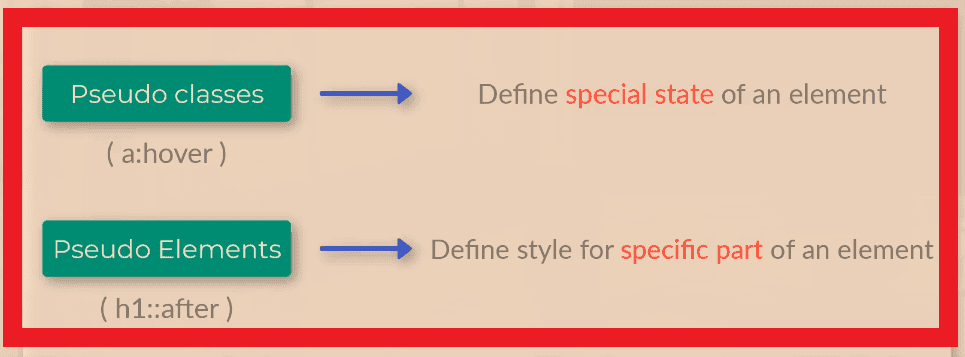 Pseudo classes
Define special state of an element
( a:hover )
Pseudo Elements
Define style for specific part of an element
( h1::after )